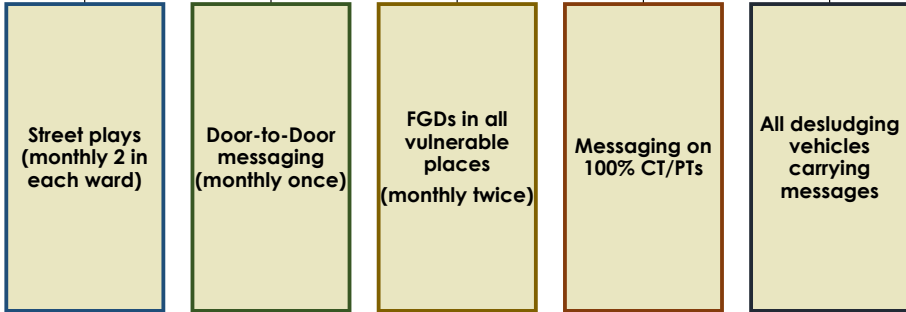 Street plays
(monthly 2 in
each ward)
Door-to-Door
messaging
(monthly once)
FGDs in all
vulnerable
places
(monthly twice)
Messaging on
100% CT/PTs
All desludging
vehicles
carrying
messages